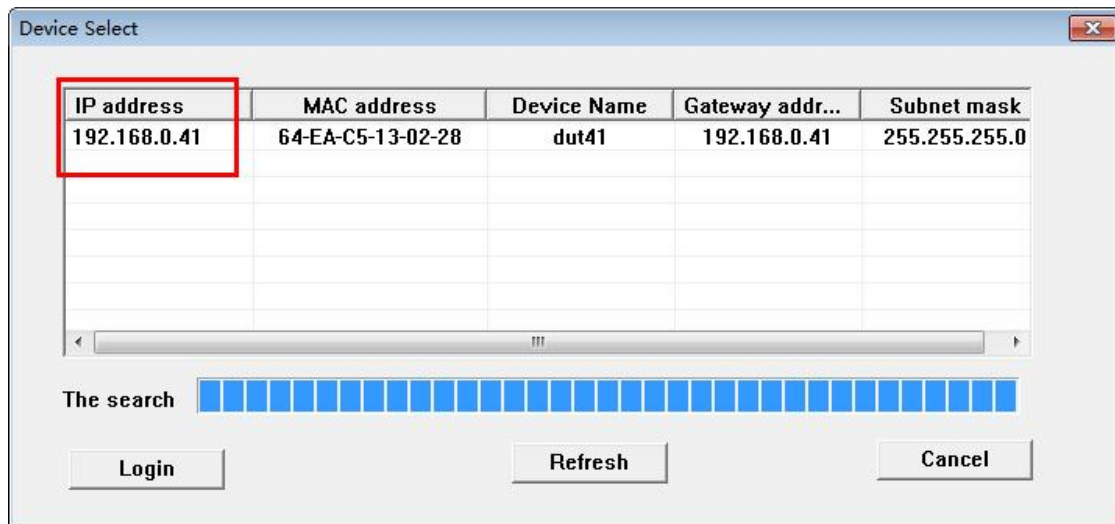 Device Select
IP address MAC address Device Name Gateway addr... Subnet mask
192.168.0.41 64-EA-C5-13-02-28 dut41 192.168.0.41 255.255.255.0
The search
Login Refresh Cancel